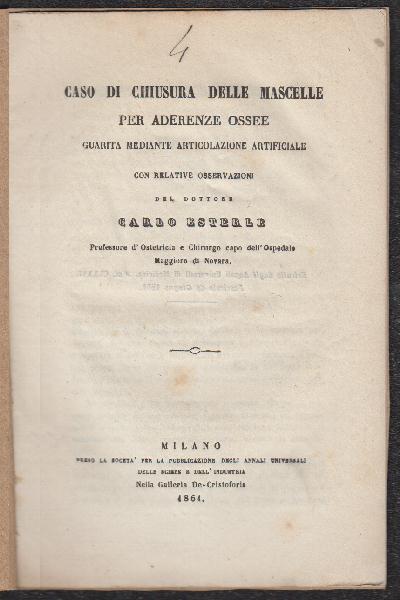 4
CASO DI CHIUSURA DELLE MASCELLE
PER ADERENZE OSSEE
GUARITA MEDIANTE ARTICOLAZIONE ARTIFICIALE
CON RELATIVE OSSERVAZIONI
DEL DOTTORE
CARLO ESTERLE
Professore d' Ostetricia e Chirurgo capo dell'Ospedale
Maggiore di Novara.
MILANO
PRESSO LA SOCIETA' PER LA PUBBLICAZIONE DEGLI ANNALI UNIVERSALI
DELLE SCIENZE E DELL' INDUSTRIA
Nella Galleria De-Cristoforis
1861.